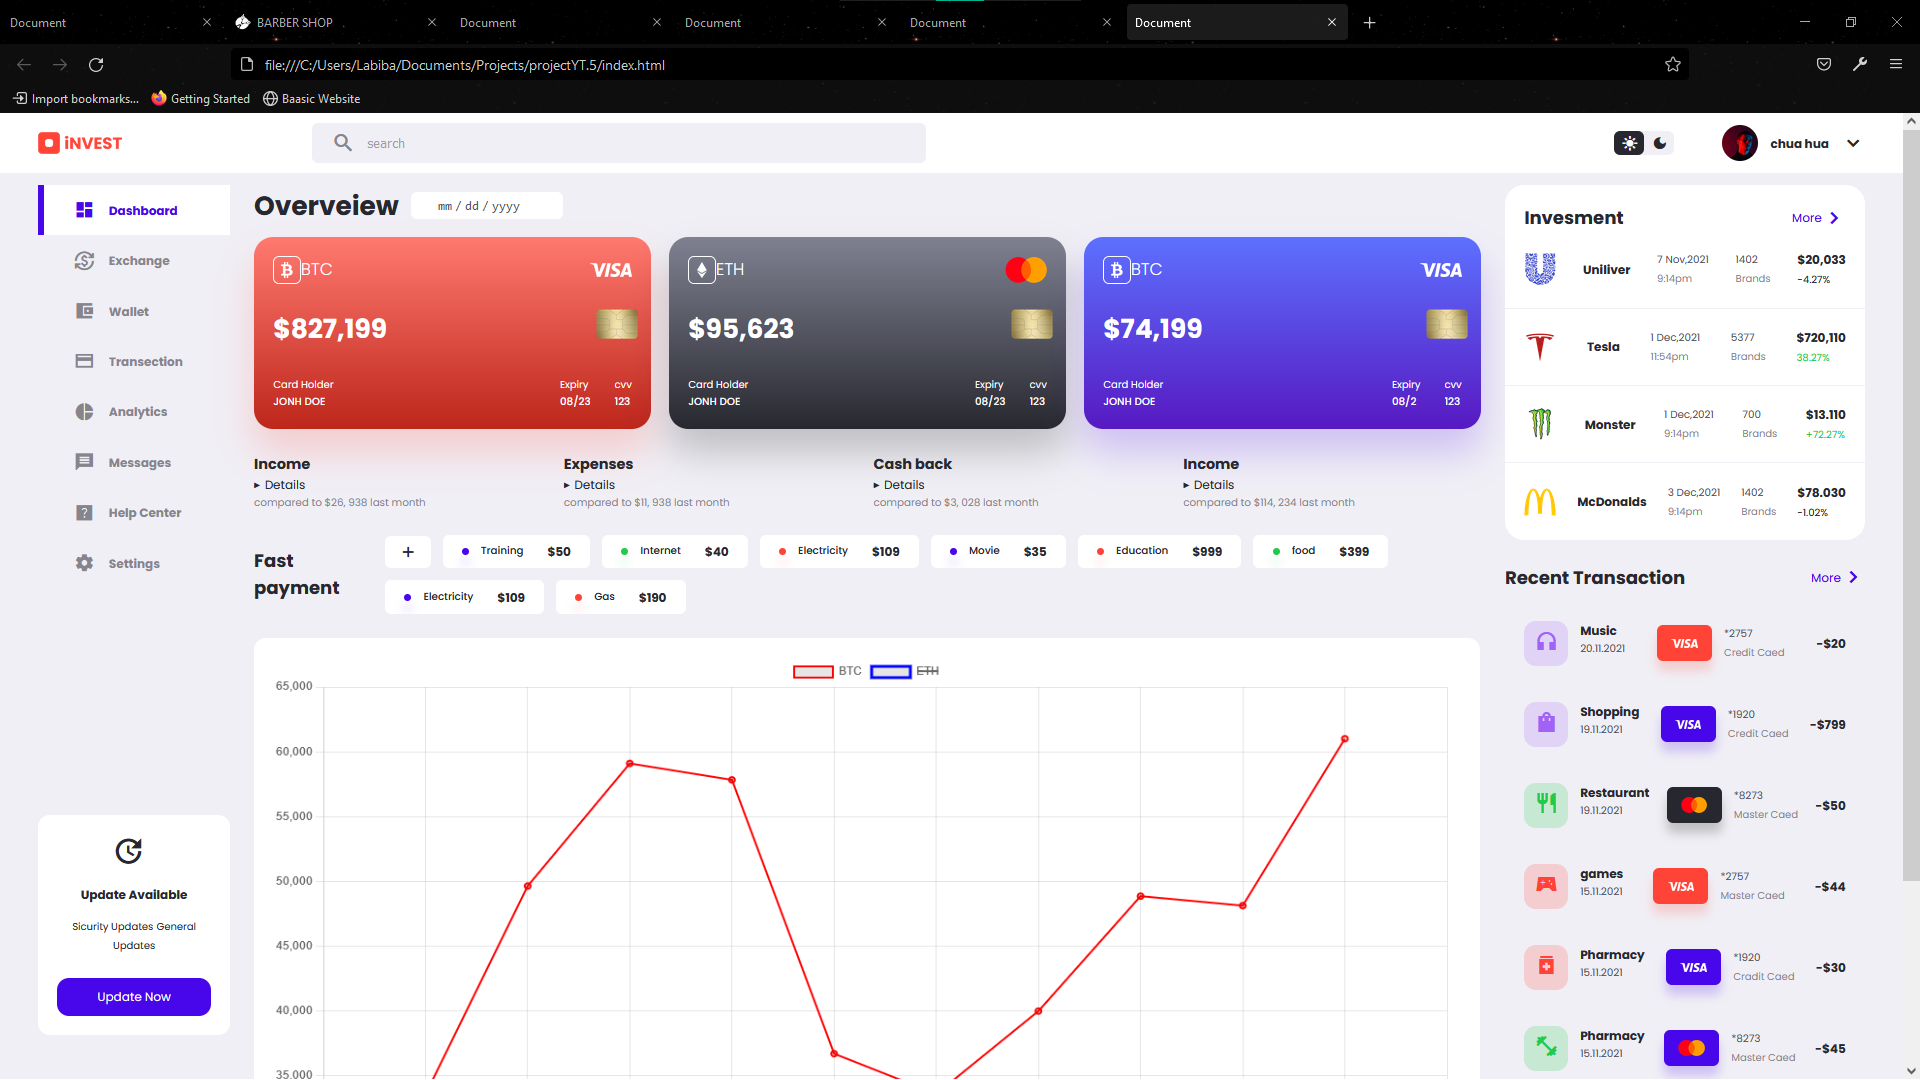 Document
BARBER SHOP
Document
Document
Document
Document
file:///C:/Users/Labiba/Documents/Projects/projectYT.5/index.html
Import bookmarks...
Getting Started
Baasic Website
iNVEST
search
chua hua
Dashboard
Exchange
Wallet
Transection
Analytics
Messages
Help Center
Settings
Update Available
Sicurity Updates General
Updates
Update Now
Overveiew
mm / dd / yyyy
BTC
VISA
$827,199
Card Holder
JONH DOE
Expiry
08/23
cvv
123
ETH
$95,623
Card Holder
JONH DOE
Expiry
08/23
cvv
123
BTC
VISA
$74,199
Card Holder
JONH DOE
Expiry
08/2
cvv
123
Income
Details
compared to $26, 938 last month
Expenses
Details
compared to $11, 938 last month
Cash back
Details
compared to $3, 028 last month
Income
Details
compared to $114, 234 last month
Fast
payment
+
Training $50
Internet $40
Electricity $109
Movie $35
Education $999
food $399
Electricity $109
Gas $190
BTC
ETH
65,000
60,000
55,000
50,000
45,000
40,000
35,000
Invesment
More
Uniliver
7 Nov,2021
9:14pm
1402
Brands
$20,033
-4.27%
Tesla
1 Dec,2021
11:54pm
5377
Brands
$720,110
38.27%
Monster
1 Dec,2021
9:14pm
700
Brands
$13.110
+72.27%
McDonalds
3 Dec,2021
9:14pm
1402
Brands
$78.030
-1.02%
Recent Transaction
More
Music
20.11.2021
VISA
*2757
Credit Caed
-$20
Shopping
19.11.2021
VISA
*1920
Credit Caed
-$799
Restaurant
19.11.2021
*8273
Master Caed
-$50
games
15.11.2021
VISA
*2757
Master Caed
-$44
Pharmacy
15.11.2021
VISA
*1920
Cradit Caed
-$30
Pharmacy
15.11.2021
*8273
Master Caed
-$45